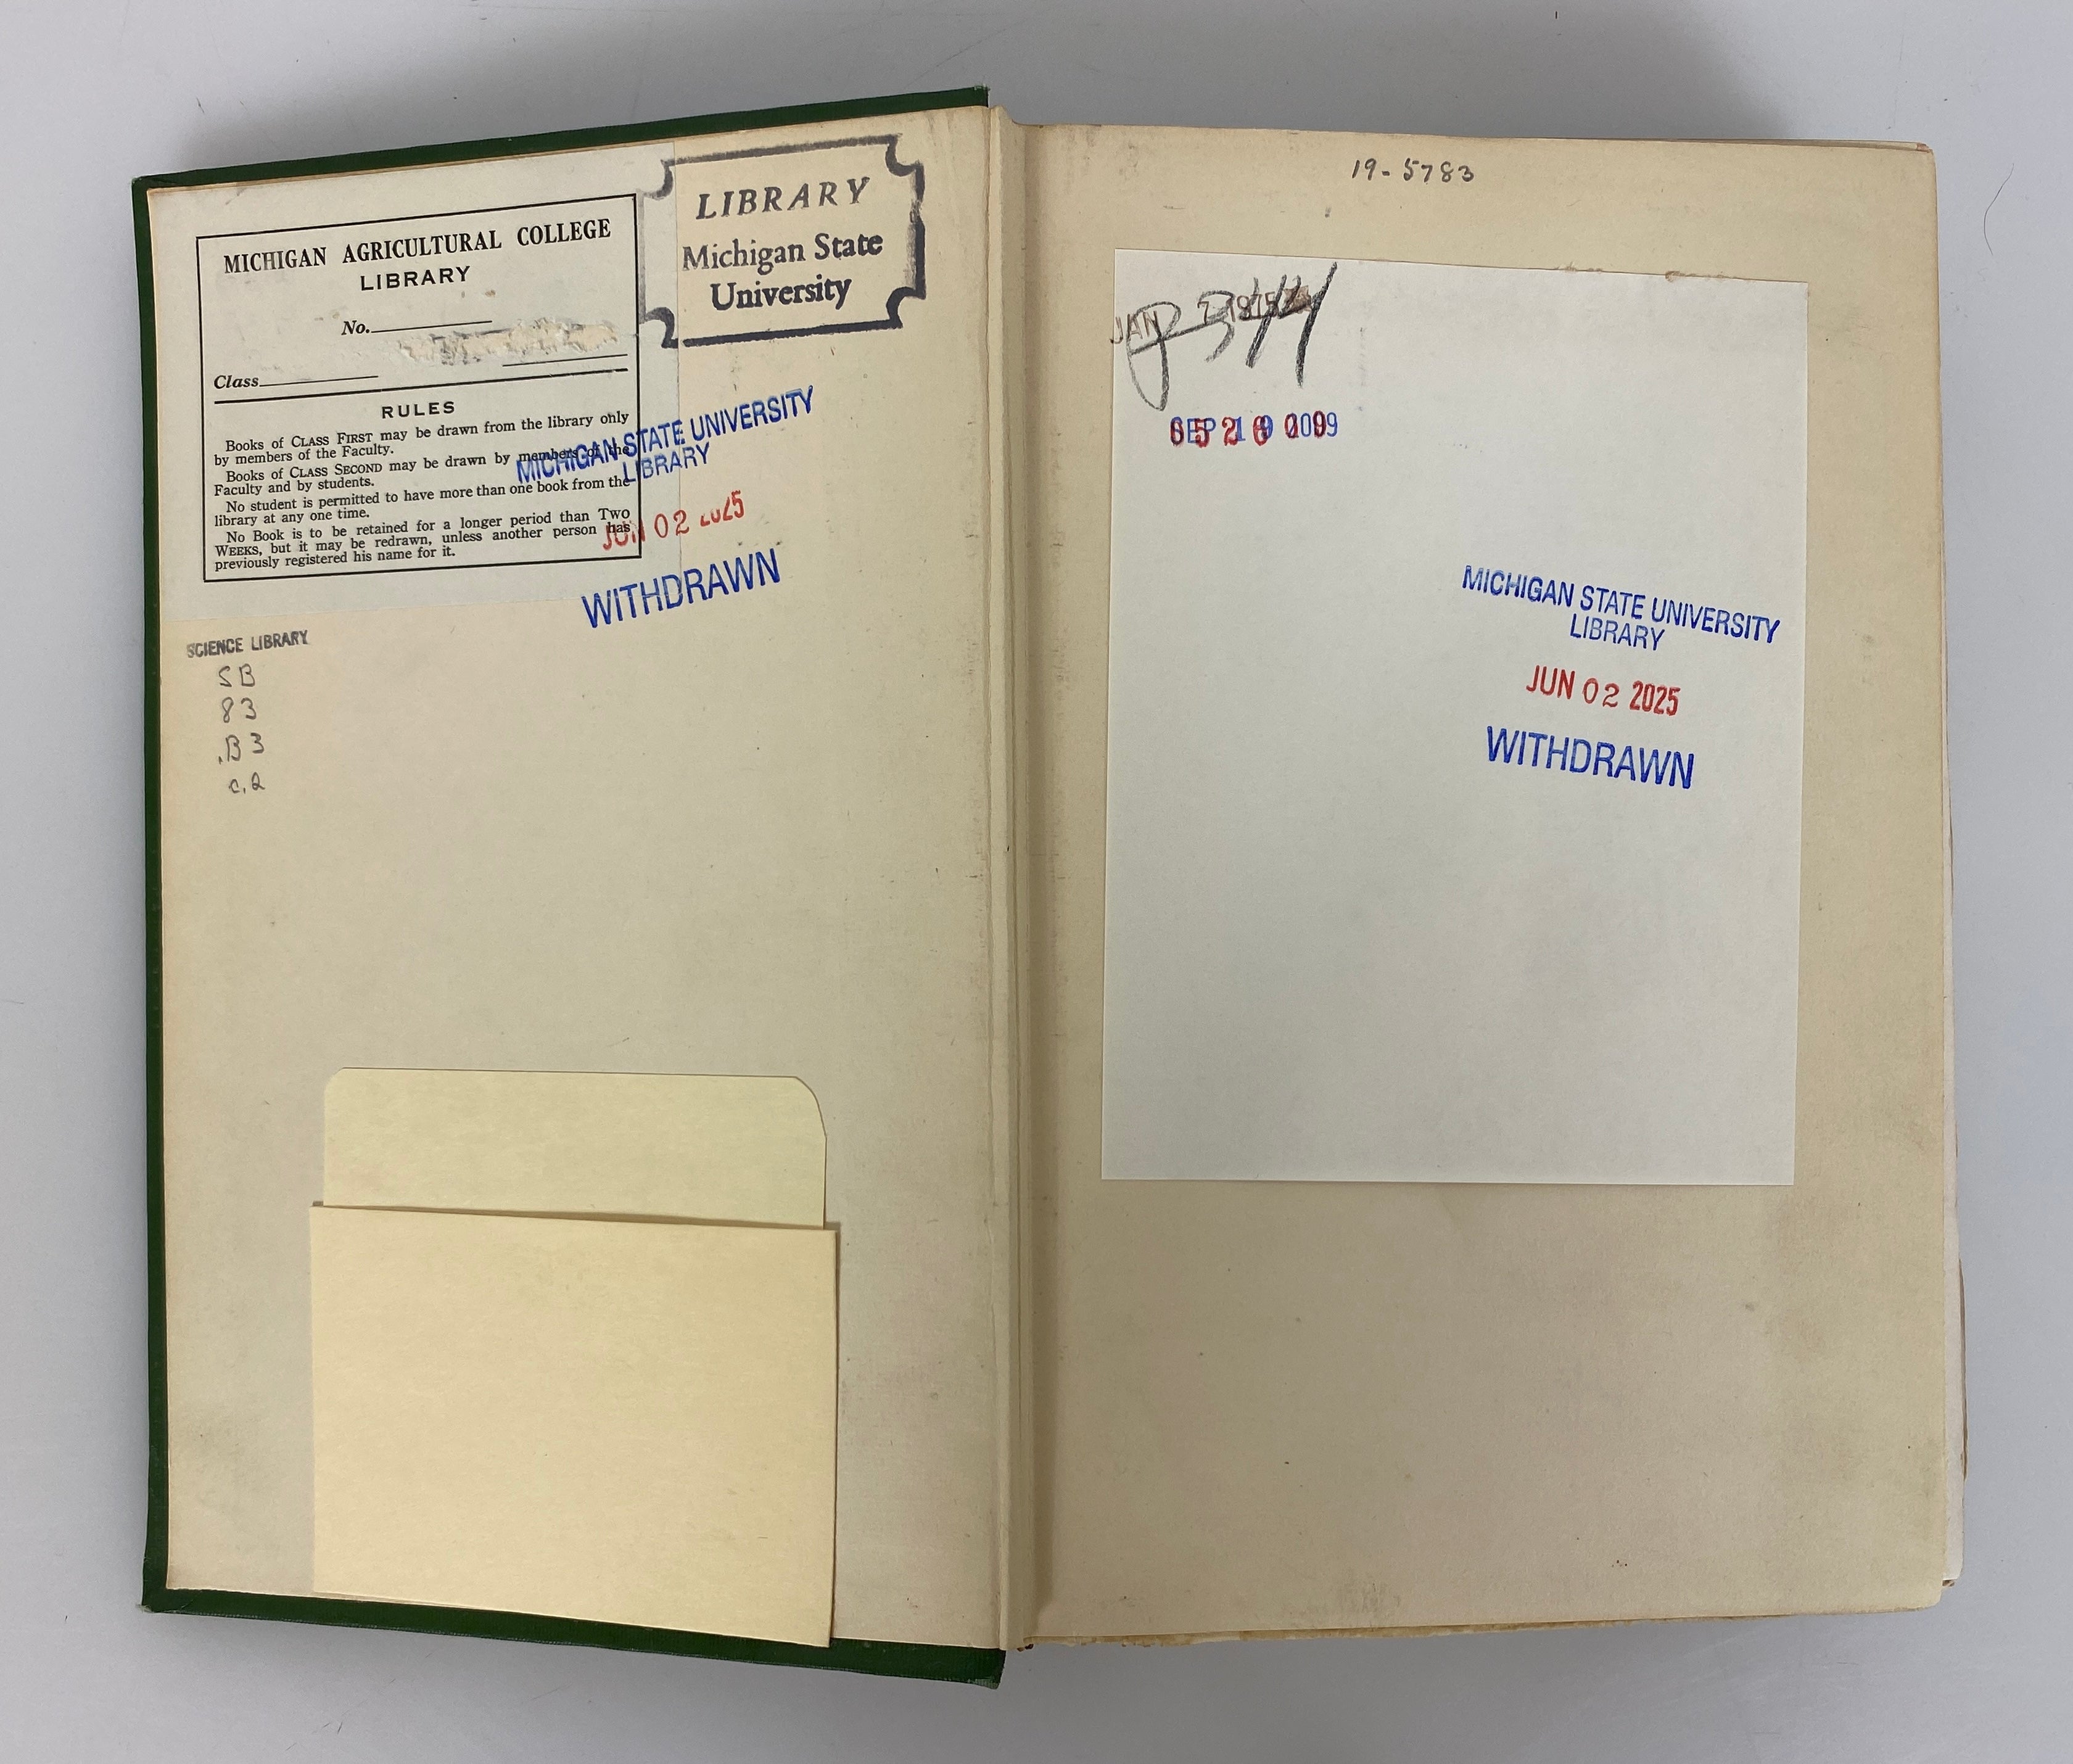 MICHIGAN AGRICULTURAL COLLEGE
LIBRARY
No.
Class
RULES
Books of CLASS FIRST may be drawn from the library only
by members of the Faculty.
Books of CLASS SECOND may be drawn by members of the
Faculty and by students.
No student is permitted to have more than one book from the
library at any one time.
No Book is to be retained for a longer period than Two
WEEKS, but it may be redrawn, unless another person has
previously registered his name for it.
LIBRARY
Michigan State
University
MICHIGAN STATE UNIVERSITY
LIBRARY
JUN 02 2025
WITHDRAWN
SCIENCE LIBRARY
SB
83
.B3
c.2
19-5783
JAN
MICHIGAN STATE UNIVERSITY
LIBRARY
JUN 02 2025
WITHDRAWN